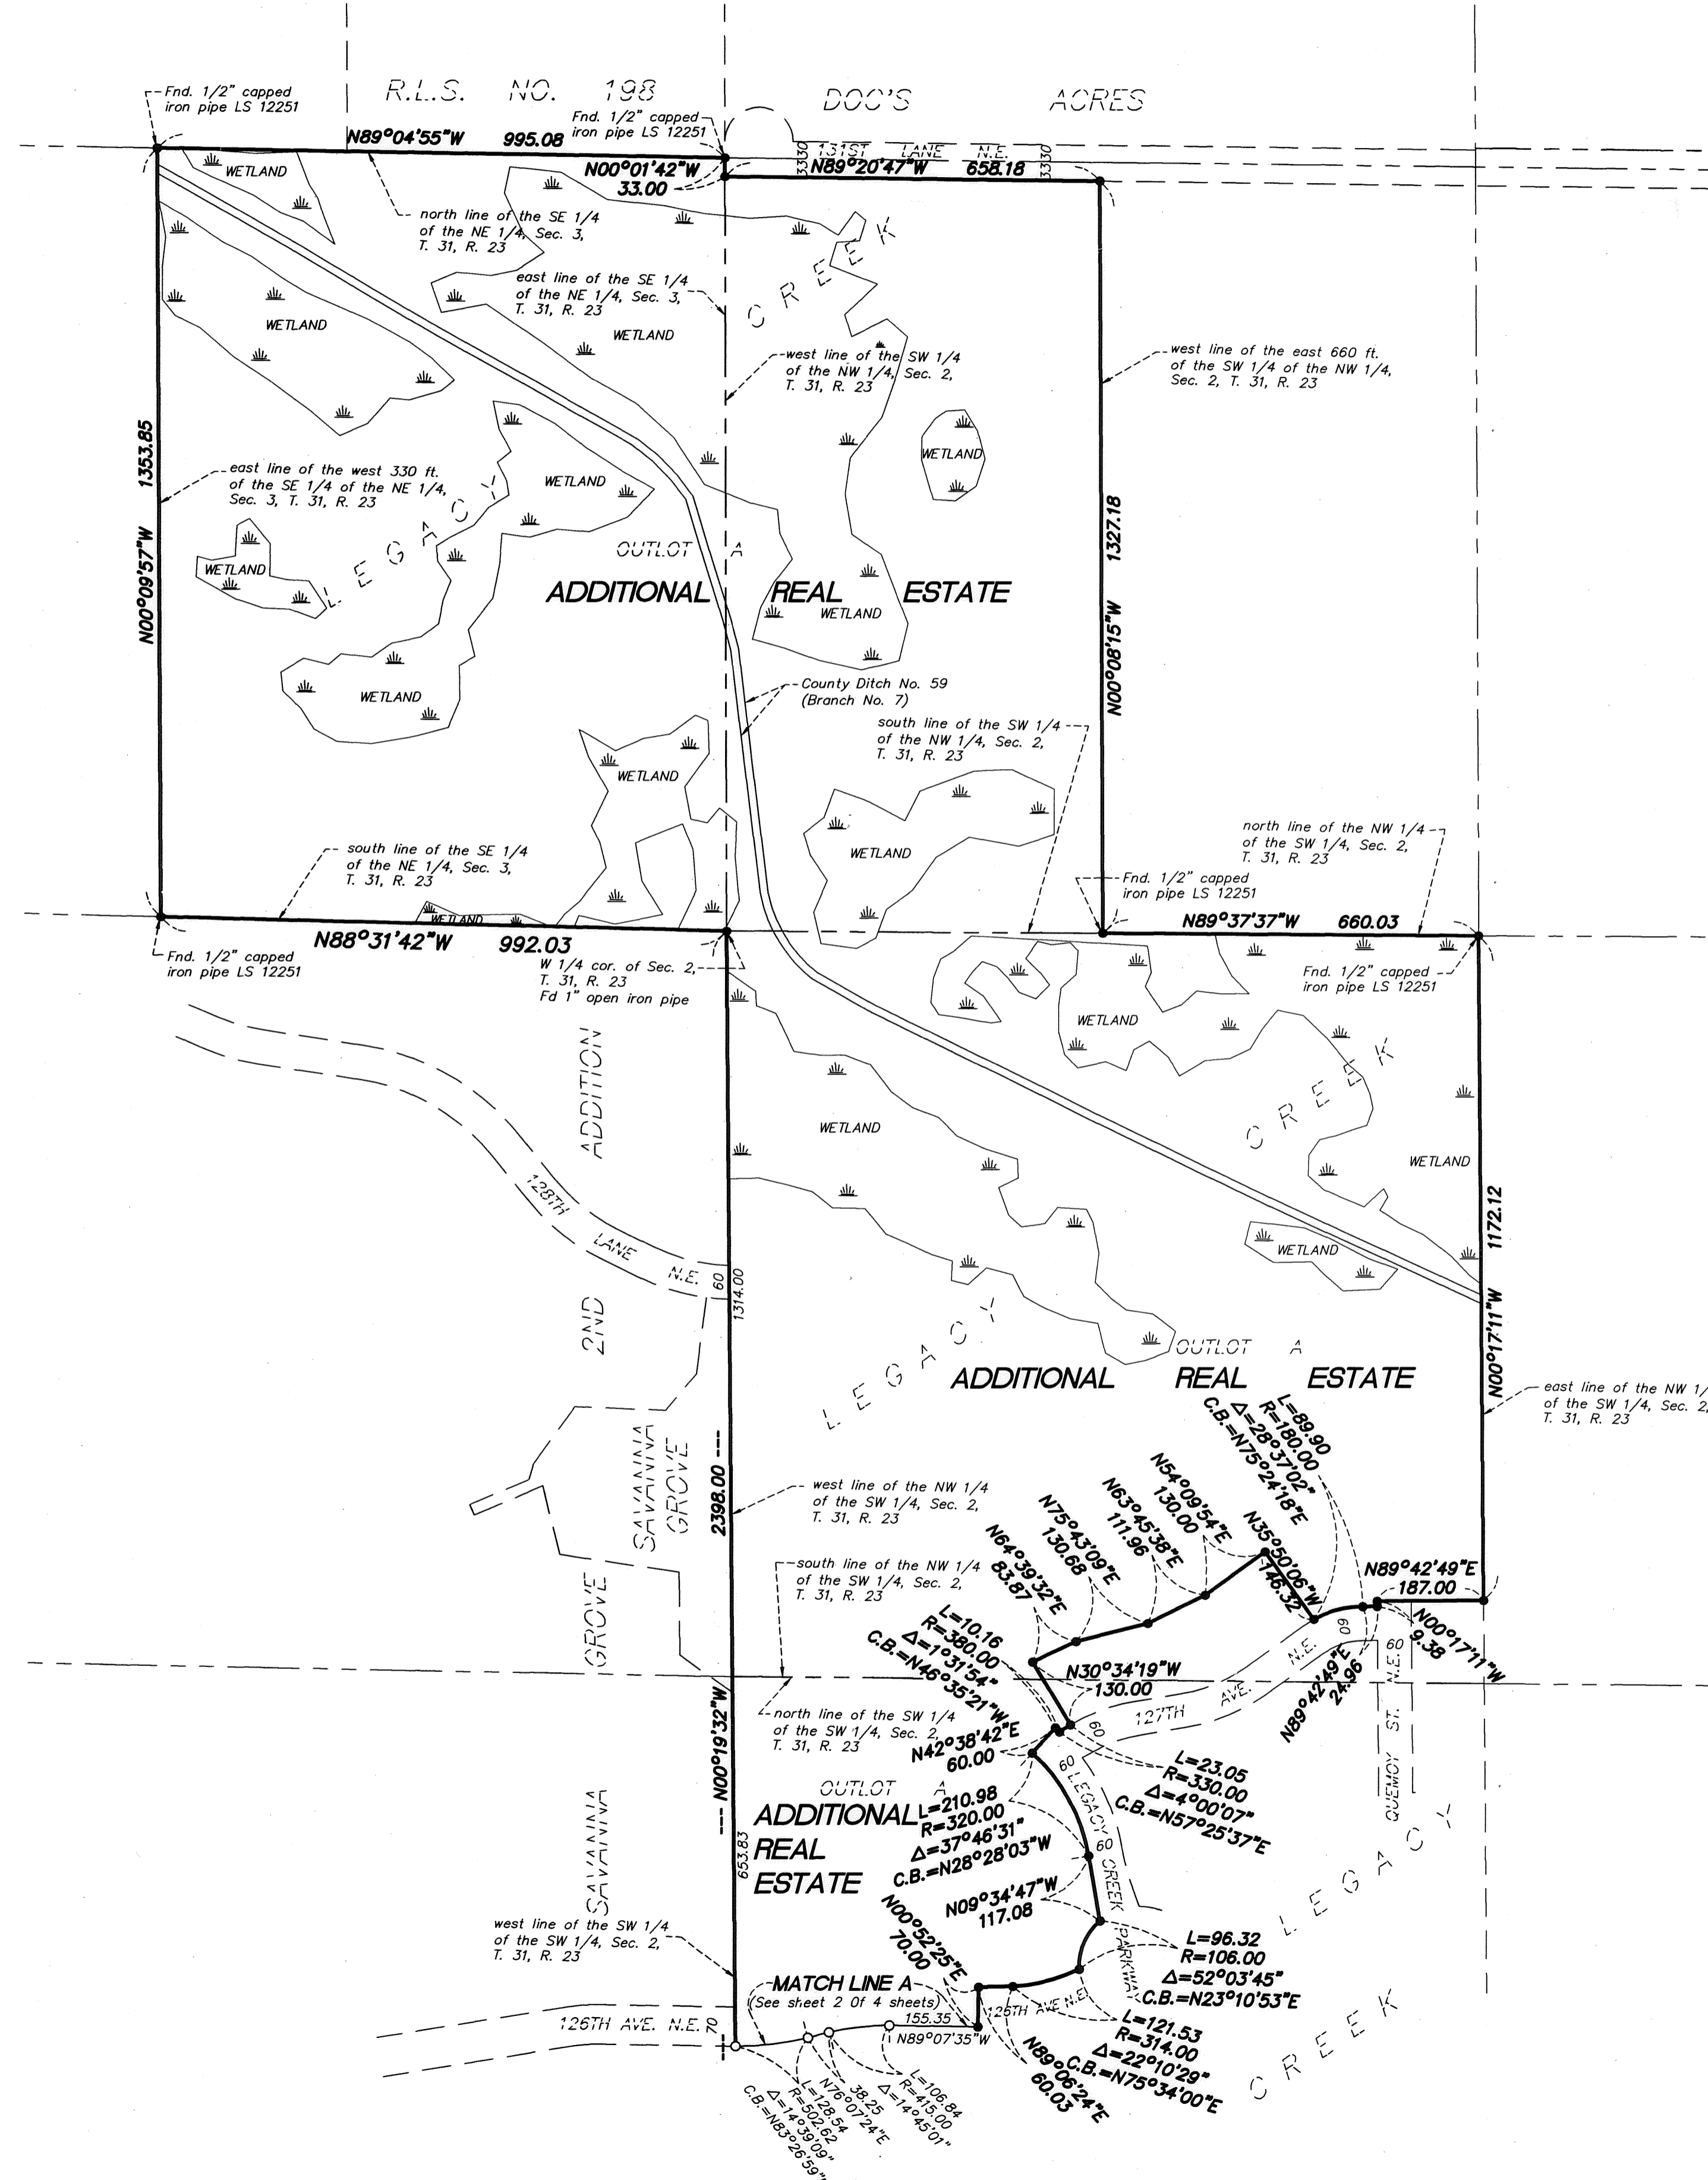 R.L.S. NO. 198
DOC'S ACRES
Fnd. 1/2" capped
iron pipe LS 12251
Fnd. 1/2" capped
iron pipe LS 12251
N89°04'55"W 995.08
N00°01'42"W
33.00
3330
131ST LANE N.E.
3330
N89°20'47"W 658.18
WETLAND
north line of the SE 1/4
of the NE 1/4, Sec. 3,
T. 31, R. 23
CREEK
east line of the SE 1/4
of the NE 1/4, Sec. 3,
T. 31, R. 23
WETLAND
WETLAND
west line of the SW 1/4
of the NW 1/4, Sec. 2,
T. 31, R. 23
west line of the east 660 ft.
of the SW 1/4 of the NW 1/4,
Sec. 2, T. 31, R. 23
N00°09'57"W 1353.85
east line of the west 330 ft.
of the SE 1/4 of the NE 1/4,
Sec. 3, T. 31, R. 23
WETLAND
WETLAND
LEGACY
WETLAND
N00°08'15"W 1327.18
OUTLOT A
ADDITIONAL REAL ESTATE
WETLAND
WETLAND
County Ditch No. 59
(Branch No. 7)
south line of the SW 1/4
of the NW 1/4, Sec. 2,
T. 31, R. 23
WETLAND
south line of the SE 1/4
of the NE 1/4, Sec. 3,
T. 31, R. 23
WETLAND
north line of the NW 1/4
of the SW 1/4, Sec. 2,
T. 31, R. 23
Fnd. 1/2" capped
iron pipe LS 12251
WETLAND
N88°31'42"W 992.03
N89°37'37"W 660.03
Fnd. 1/2" capped
iron pipe LS 12251
W 1/4 cor. of Sec. 2,
T. 31, R. 23
Fd 1" open iron pipe
Fnd. 1/2" capped
iron pipe LS 12251
WETLAND
CREEK
WETLAND
WETLAND
WETLAND
128TH LANE N.E.
60
1314.00
SAVANNA GROVE 2ND ADDITION
N00°17'11"W 1172.12
LEGACY
OUTLOT A
ADDITIONAL REAL ESTATE
east line of the NW 1/
of the SW 1/4, Sec. 2,
T. 31, R. 23
SAVANNA
GROVE
--- N00°19'32"W 2398.00 ---
west line of the NW 1/4
of the SW 1/4, Sec. 2,
T. 31, R. 23
south line of the NW 1/4
of the SW 1/4, Sec. 2,
T. 31, R. 23
L=89.90
R=180.00
Δ=28°37'02"
C.B.=N75°24'18"E
N54°09'54"E
130.00
N63°45'38"E
111.96
N75°43'09"E
130.68
N64°39'32"E
83.87
N35°50'06"W
146.32
N89°42'49"E
187.00
N00°17'11"W
9.38
N89°42'49"E
24.96
60
60
L=10.16
R=380.00
Δ=1°31'54"
C.B.=N46°35'21"W
N30°34'19"W
130.00
127TH AVE. N.E.
60
QUEMOY ST. N.E.
north line of the SW 1/4
of the SW 1/4, Sec. 2,
T. 31, R. 23
N42°38'42"E
60.00
L=23.05
R=330.00
Δ=4°00'07"
C.B.=N57°25'37"E
60
LEGACY CREEK PARKWAY
60
OUTLOT A
ADDITIONAL
REAL
ESTATE
L=210.98
R=320.00
Δ=37°46'31"
C.B.=N28°28'03"W
653.83
N09°34'47"W
117.08
LEGACY
CREEK
west line of the SW 1/4
of the SW 1/4, Sec. 2,
T. 31, R. 23
N00°52'25"E
70.00
L=96.32
R=106.00
Δ=52°03'45"
C.B.=N23°10'53"E
MATCH LINE A
(See sheet 2 Of 4 sheets)
155.35
N89°07'35"W
126TH AVE. N.E.
70
126TH AVE N.E.
L=121.53
R=314.00
Δ=22°10'29"
C.B.=N75°34'00"E
N89°06'24"E
60.03
L=106.84
R=415.00
Δ=14°45'01"
38.25
N76°07'24"E
L=128.54
R=502.62
Δ=14°39'09"
C.B.=N83°26'59"